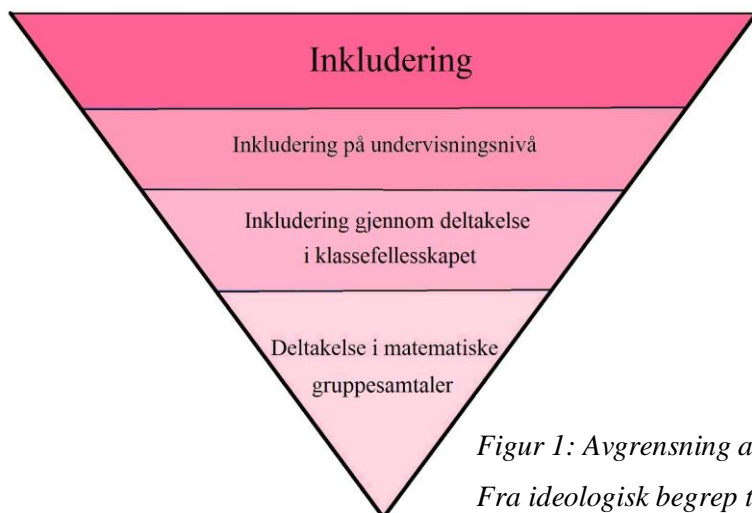 Inkludering
Inkludering på undervisningsnivå
Inkludering gjennom deltakelse
i klassefellesskapet
Deltakelse i matematiske
gruppesamtaler
Figur 1: Avgrensning
Fra ideologisk begrep